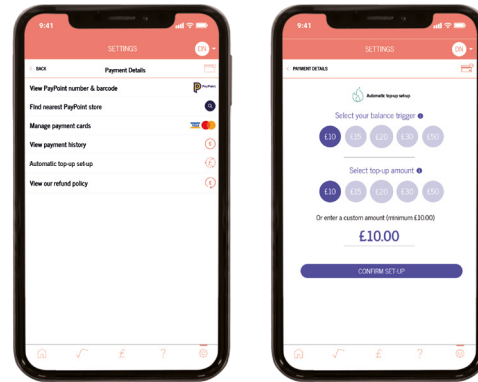 9:41
SETTINGS
DN
BACK
Payment Details
View PayPoint number & barcode
PayPoint
Find nearest PayPoint store
Manage payment cards
VISA
View payment history
£
Automatic top-up set-up
£
View our refund policy
£
£
?
9:41
SETTINGS
DN
PAYMENT DETAILS
Automatic top-up set-up
Select your balance trigger
£10 £15 £20 £30 £50
Select top-up amount
£10 £15 £20 £30 £50
Or enter a custom amount (minimum £10.00)
£10.00
CONFIRM SET-UP
£
?